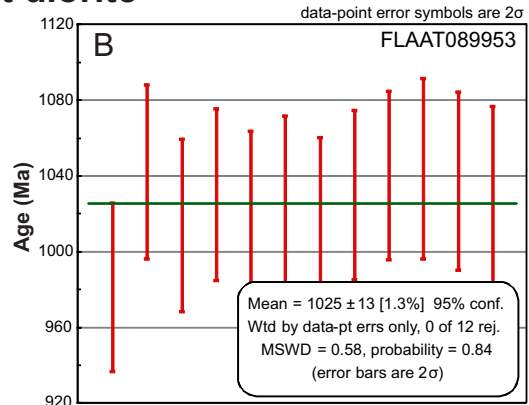 data-point error symbols are 2σ
B
FLAAT089953
Age (Ma)
1120
1080
1040
1000
960
920
Mean = 1025 ± 13 [1.3%] 95% conf.
Wtd by data-pt errs only, 0 of 12 rej.
MSWD = 0.58, probability = 0.84
(error bars are 2σ)